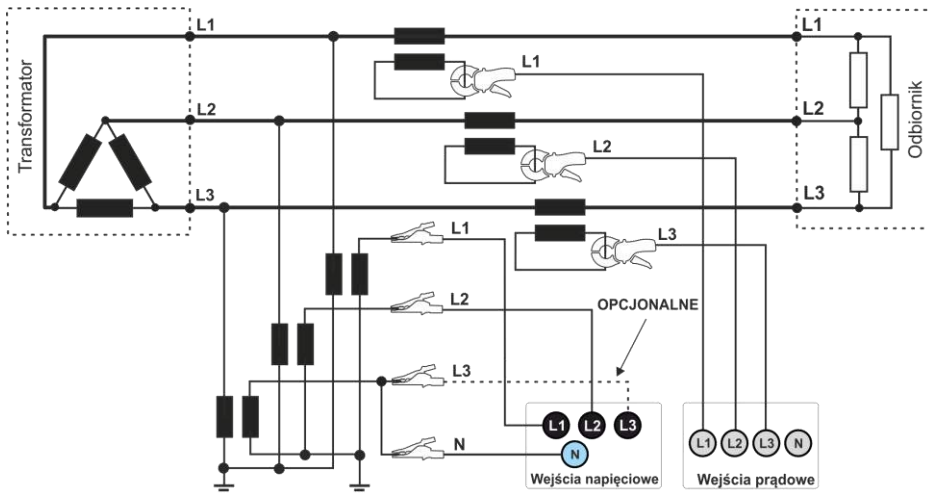 Transformator
L1
L1
L1
L2
L2
L2
Odbiornik
L3
L3
L3
L1
L2
OPCJONALNE
L3
N
L1
L2
L3
N
Wejścia napięciowe
L1
L2
L3
N
Wejścia prądowe